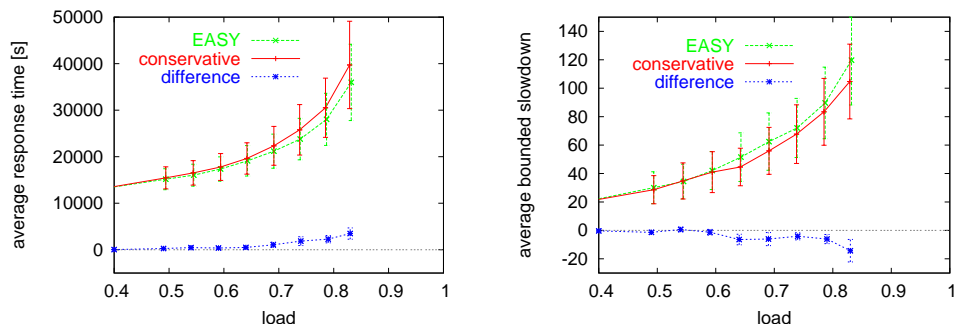 average response time [s]
50000
40000
30000
20000
10000
0
EASY
conservative
difference
0.4 0.5 0.6 0.7 0.8 0.9 1
load
average bounded slowdown
140
120
100
80
60
40
20
0
-20
EASY
conservative
difference
0.4 0.5 0.6 0.7 0.8 0.9 1
load